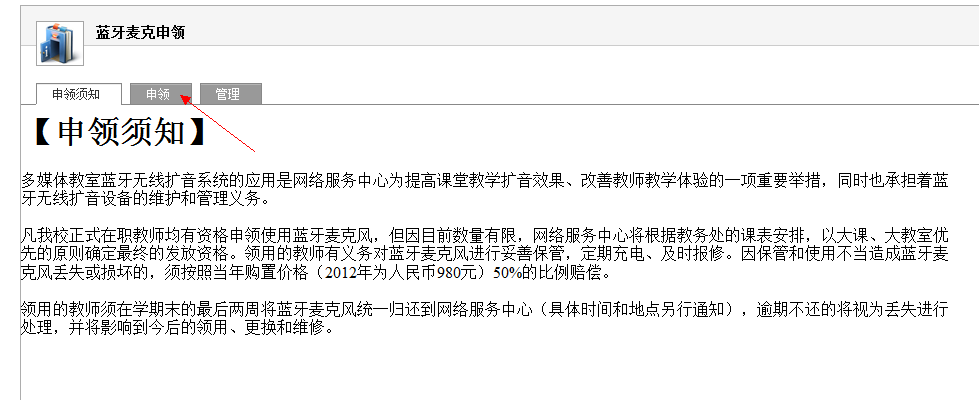 蓝牙麦克申领
申领须知 申领 管理
【申领须知】
多媒体教室蓝牙无线扩音系统的应用是网络服务中心为提高课堂教学扩音效果、改善教师教学体验的一项重要举措，同时也承担着蓝
牙无线扩音设备的维护和管理义务。
凡我校正式在职教师均有资格申领使用蓝牙麦克风，但因目前数量有限，网络服务中心将根据教务处的课表安排，以大课、大教室优
先的原则确定最终的发放资格。领用的教师有义务对蓝牙麦克风进行妥善保管，定期充电、及时报修。因保管和使用不当造成蓝牙麦
克风丢失或损坏的，须按照当年购置价格（2012年为人民币980元）50%的比例赔偿。
领用的教师须在学期末的最后两周将蓝牙麦克风统一归还到网络服务中心（具体时间和地点另行通知），逾期不还的将视为丢失进行
处理，并将影响到今后的领用、更换和维修。